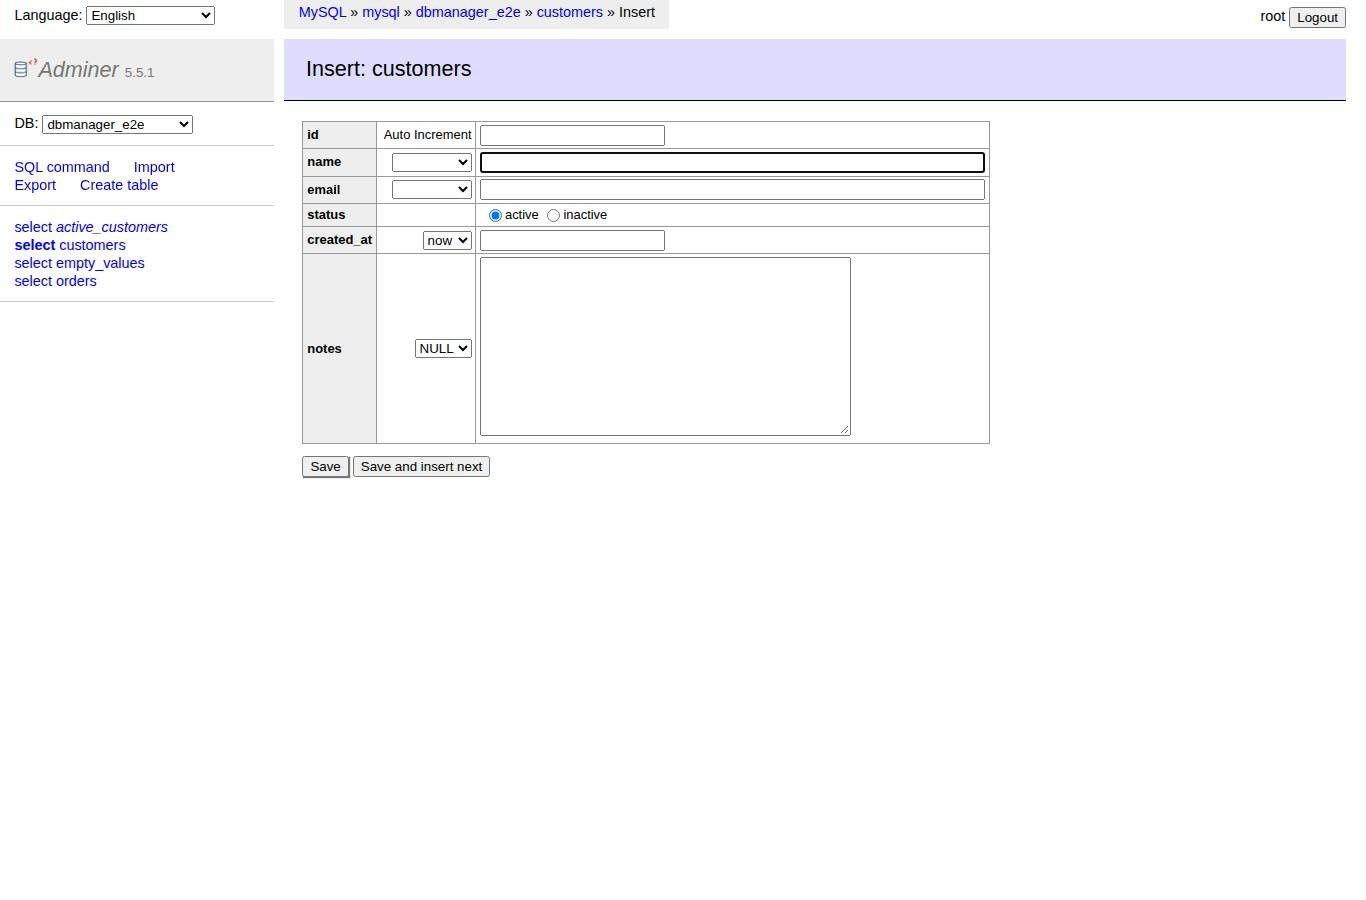 Language: English
MySQL » mysql » dbmanager_e2e » customers » Insert
root Logout
Adminer 5.5.1
Insert: customers
DB: dbmanager_e2e
SQL command Import
Export Create table
select active_customers
select customers
select empty_values
select orders
id Auto Increment
name
email
status active inactive
created_at now
notes NULL
Save Save and insert next